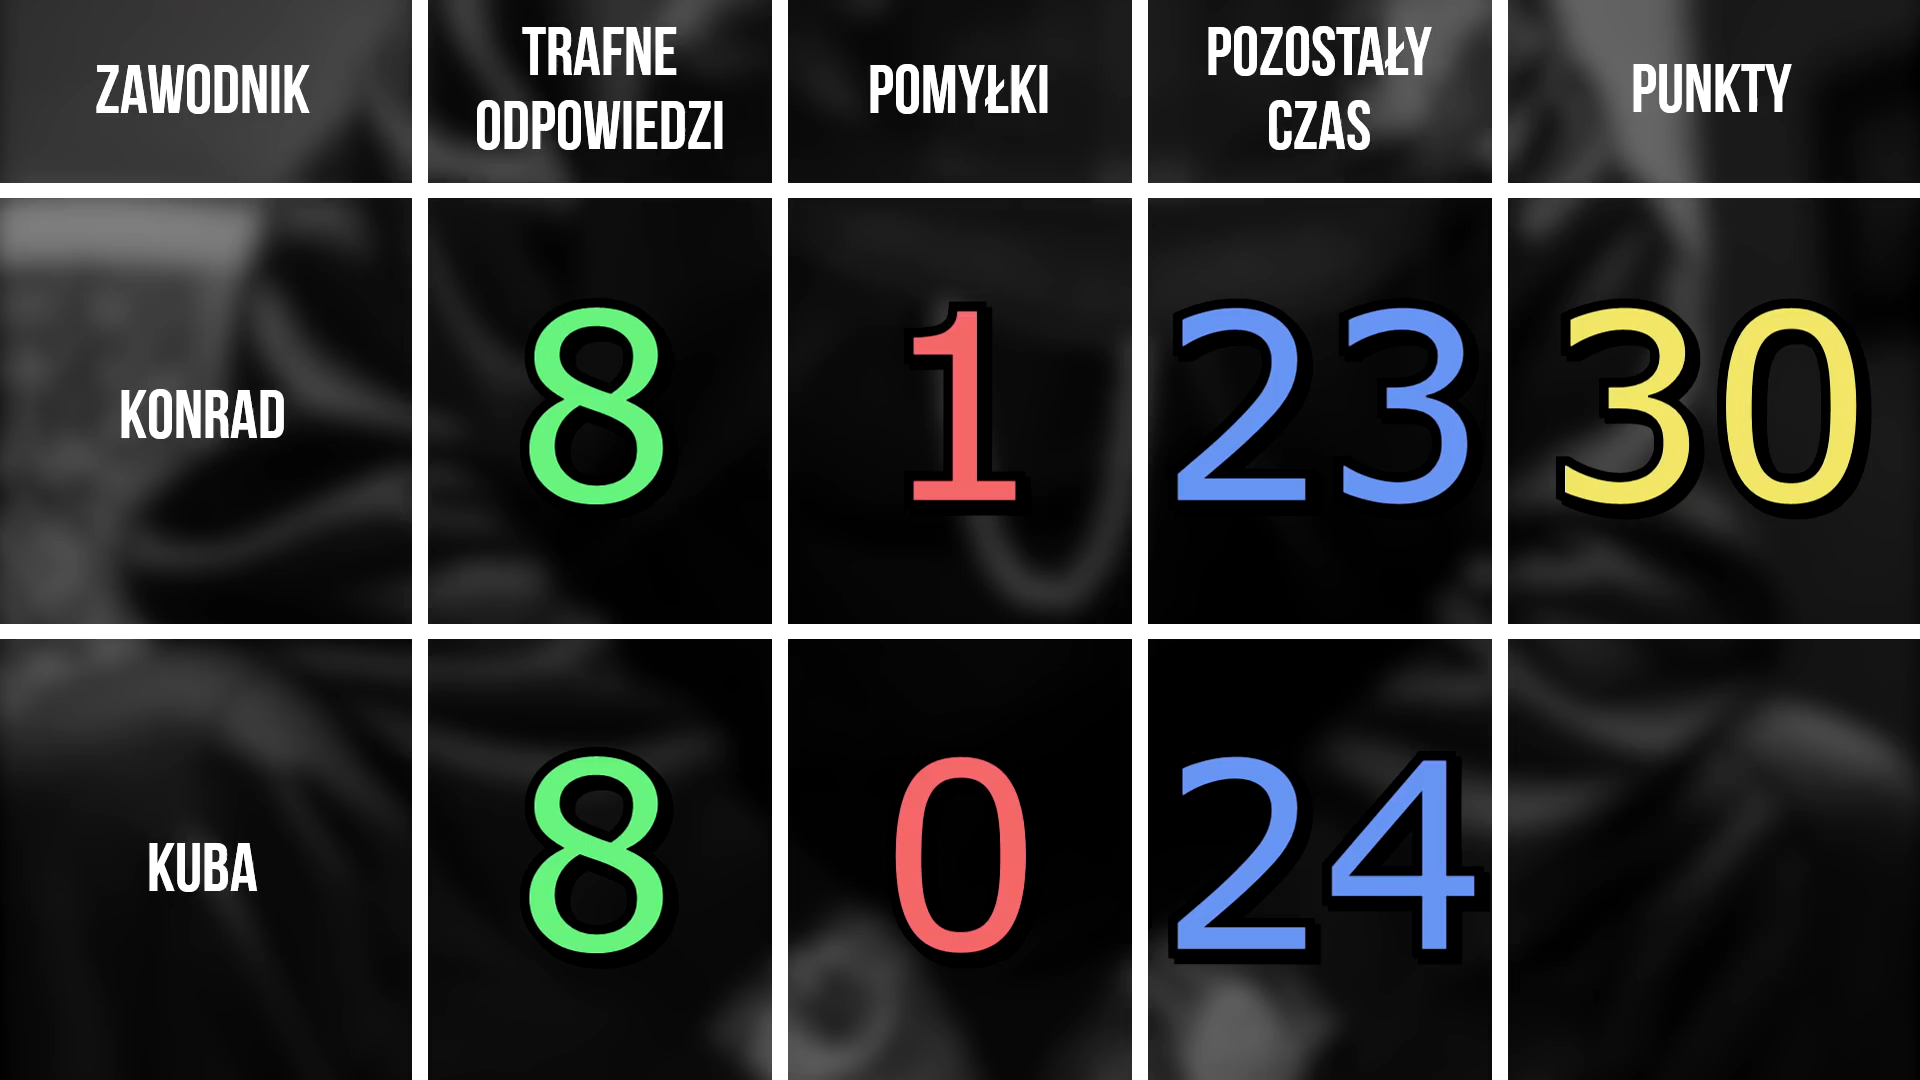 ZAWODNIK
TRAFNE
ODPOWIEDZI
POMYŁKI
POZOSTAŁY
CZAS
PUNKTY
KONRAD
8
1
23
30
KUBA
8
0
24